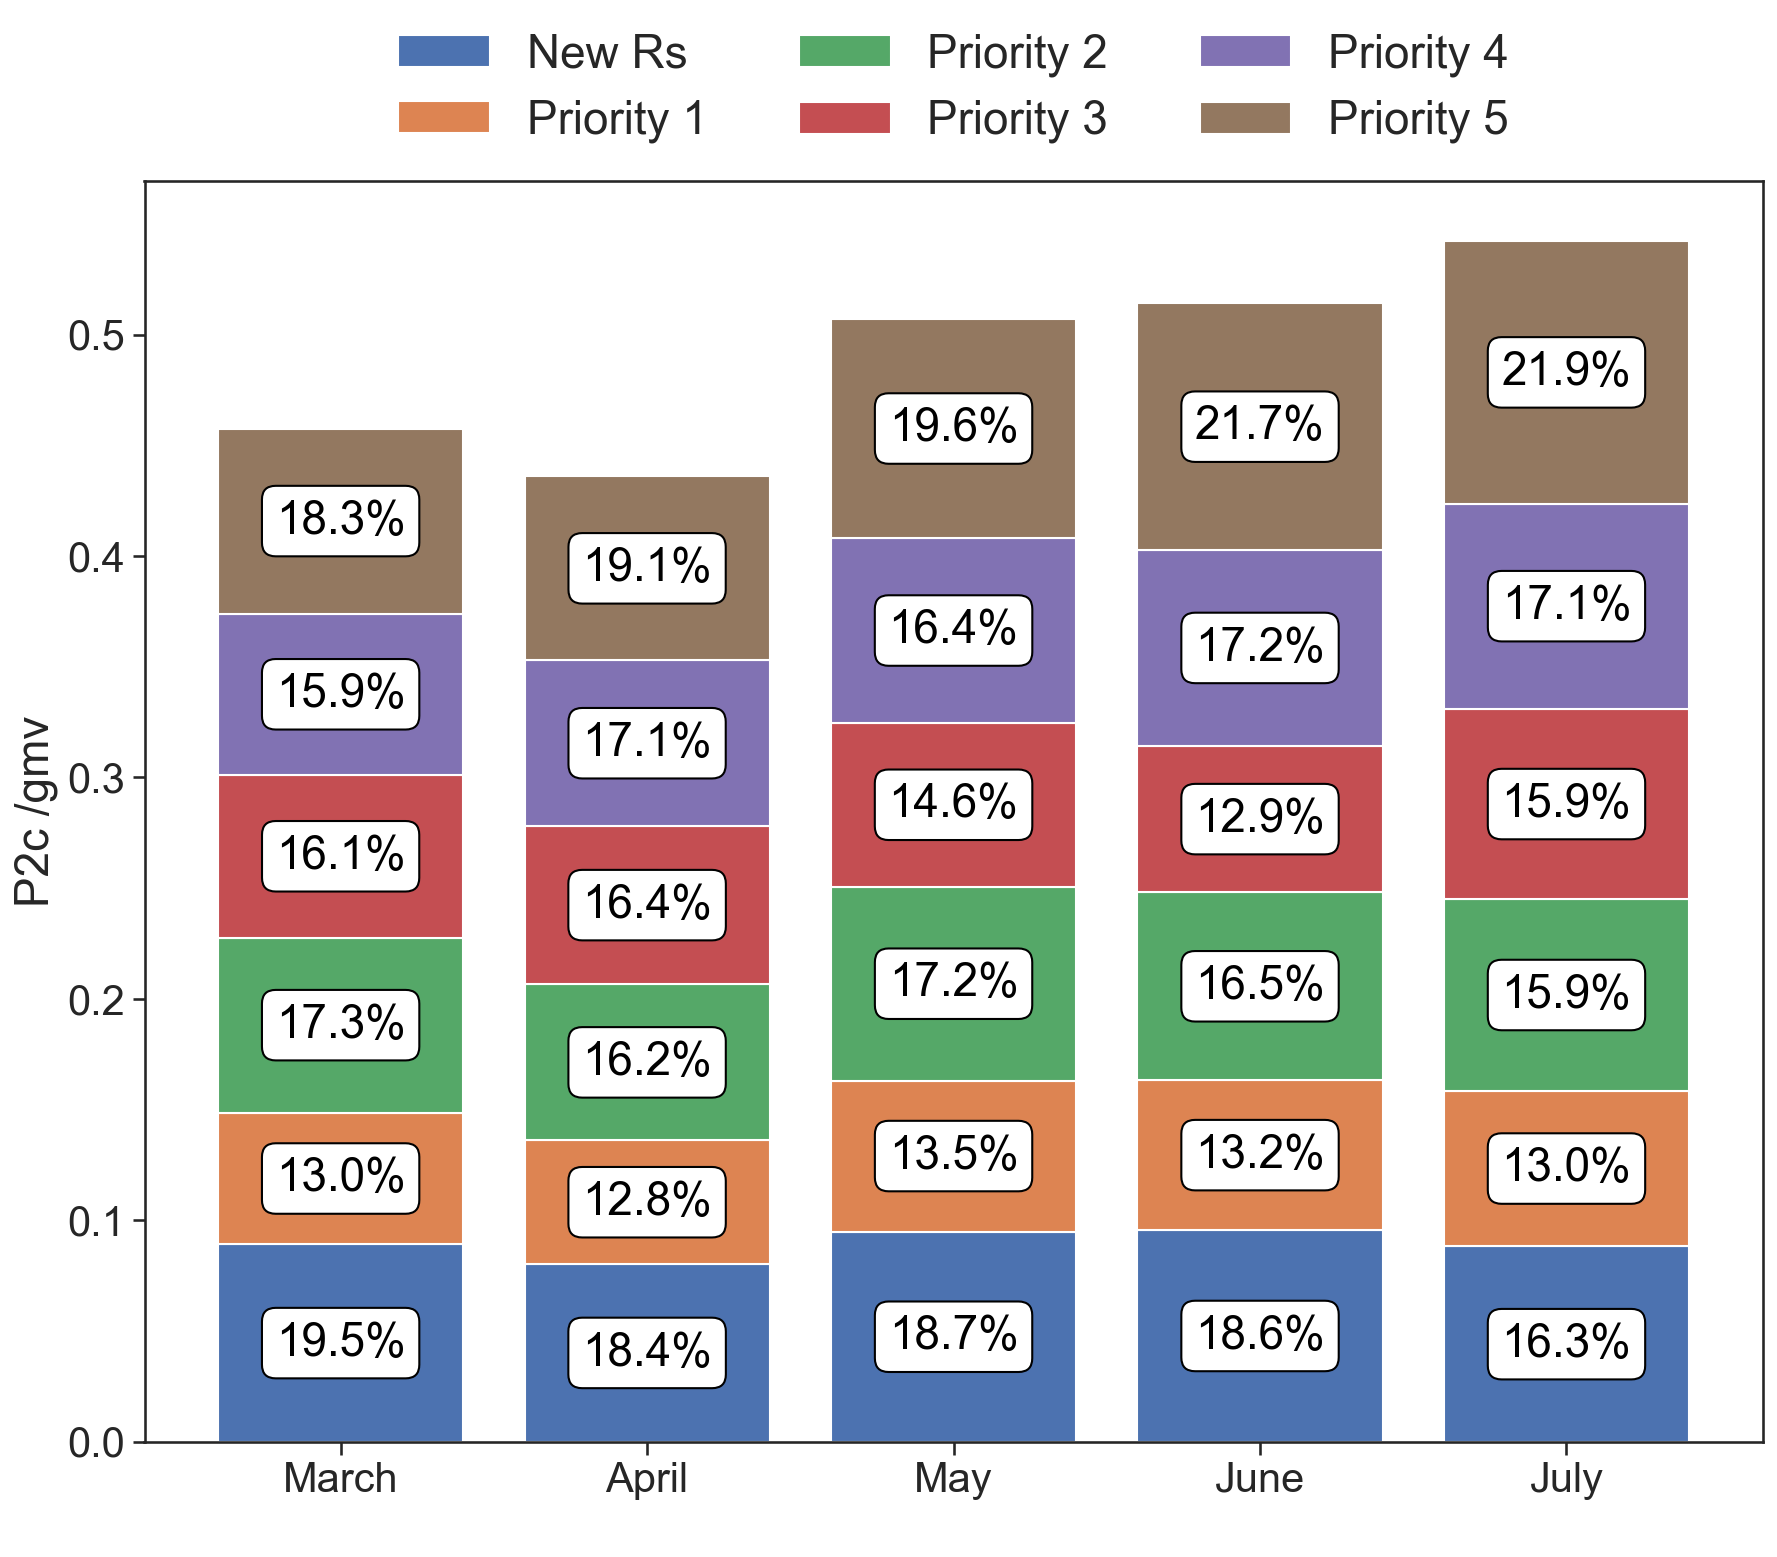 New Rs Priority 2 Priority 4
Priority 1 Priority 3 Priority 5
P2c /gmv
0.5
0.4
0.3
0.2
0.1
0.0
18.3% 19.1% 19.6% 21.7% 21.9%
15.9% 17.1% 16.4% 17.2% 17.1%
16.1% 16.4% 14.6% 12.9% 15.9%
17.3% 16.2% 17.2% 16.5% 15.9%
13.0% 12.8% 13.5% 13.2% 13.0%
19.5% 18.4% 18.7% 18.6% 16.3%
March April May June July